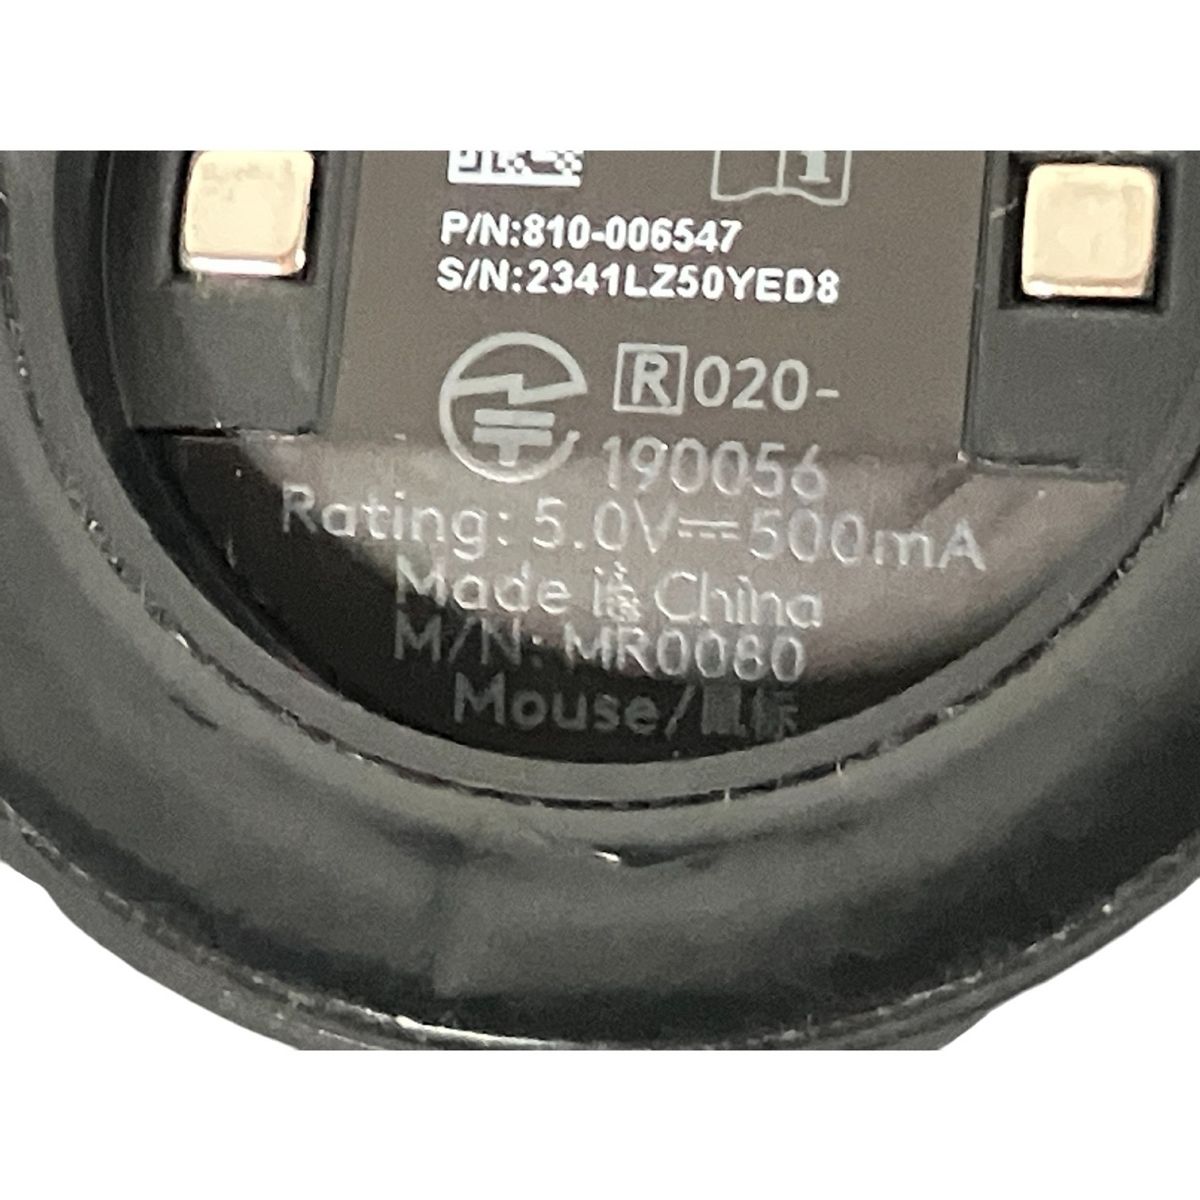 P/N:810-006547
S/N:2341LZ50YED8
R 020-
190056
Rating: 5.0V⎓500mA
Made in China
M/N: MR0080
Mouse/鼠标